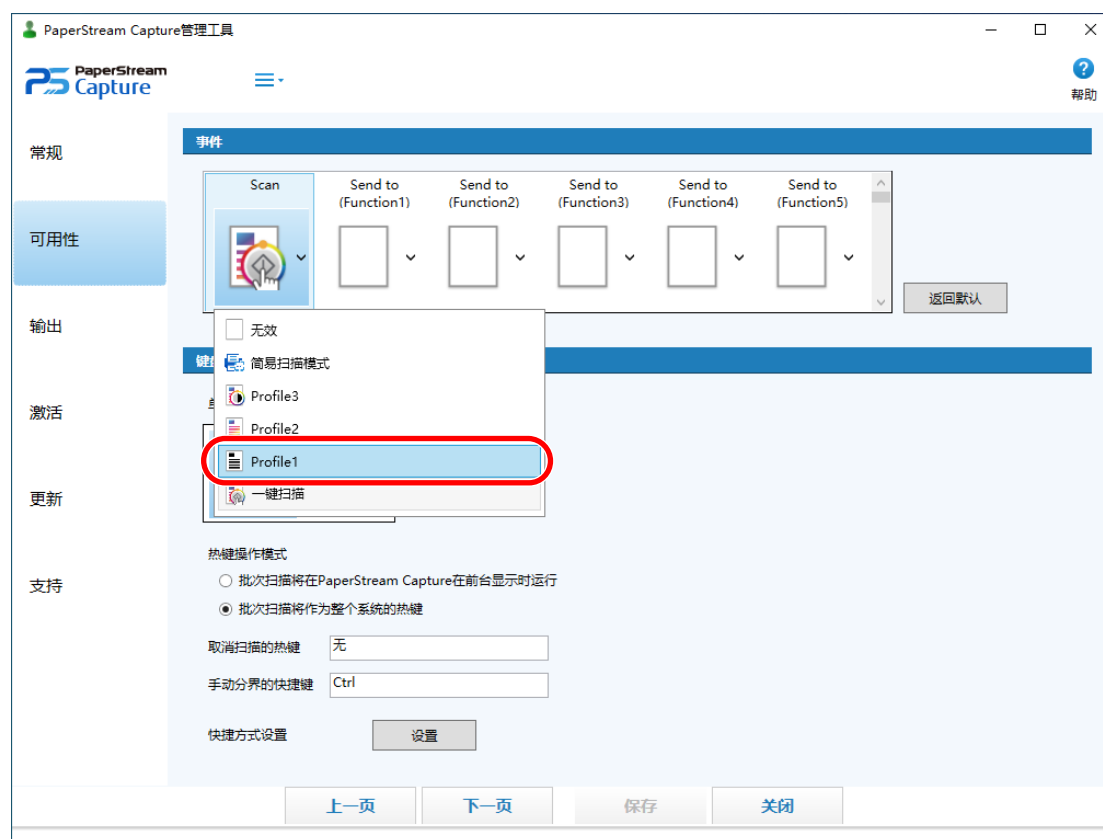 PaperStream Capture管理工具
PaperStream
Capture
帮助
常规
可用性
输出
激活
更新
支持
事件
Scan
Send to
(Function1)
Send to
(Function2)
Send to
(Function3)
Send to
(Function4)
Send to
(Function5)
返回默认
无效
简易扫描模式
Profile3
Profile2
Profile1
一键扫描
热键操作模式
批次扫描将在PaperStream Capture在前台显示时运行
批次扫描将作为整个系统的热键
取消扫描的热键 无
手动分界的快捷键 Ctrl
快捷方式设置 设置
上一页 下一页 保存 关闭